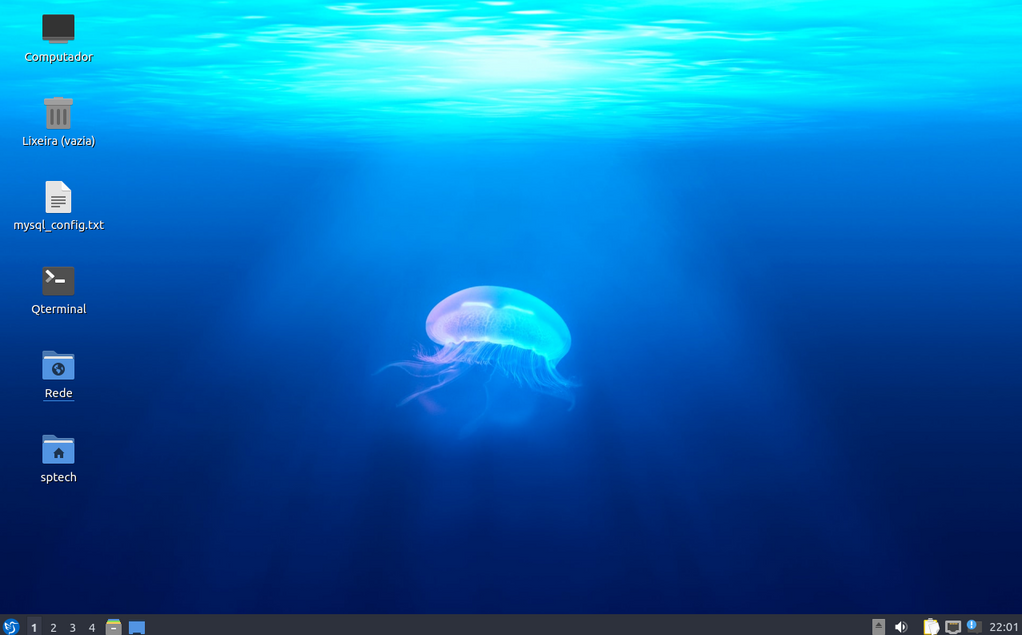 Computador
Lixeira (vazia)
mysql_config.txt
Qterminal
Rede
sptech
1 2 3 4
22:01